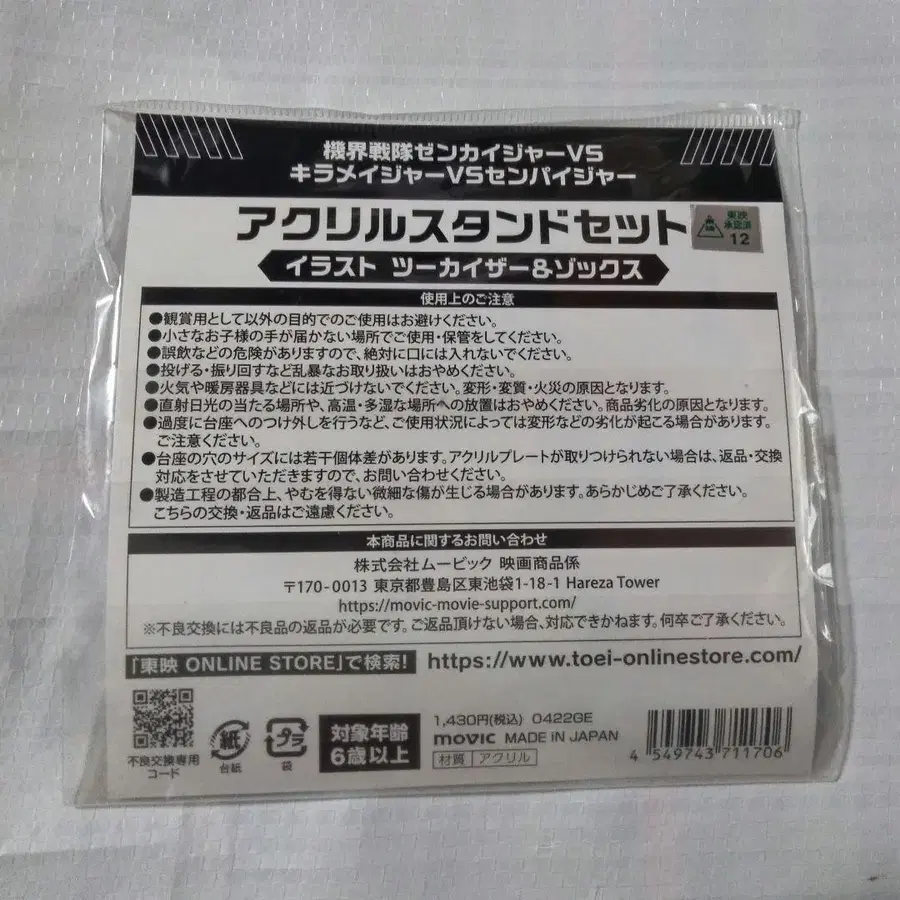 機界戦隊ゼンカイジャーVS
キラメイジャーVSセンパイジャー
アクリルスタンドセット
東映
承認済
12
イラスト ツーカイザー&ゾックス
使用上のご注意
●観賞用として以外の目的でのご使用はお避けください。
●小さなお子様の手が届かない場所でご使用・保管をしてください。
●誤飲などの危険がありますので、絶対に口には入れないでください。
●投げる・振り回すなど乱暴なお取り扱いはおやめください。
●火気や暖房器具などには近づけないでください。変形・変質・火災の原因となります。
●直射日光の当たる場所や、高温・多湿な場所への放置はおやめください。商品劣化の原因となります。
●過度に台座へのつけ外しを行うなど、ご使用状況によっては変形などの劣化が起こる場合があります。
ご注意ください。
●台座の穴のサイズには若干個体差があります。アクリルプレートが取りつけられない場合は、返品・交換
対応をさせていただきますので、お問い合わせください。
●製造工程の都合上、やむを得ない微細な傷が生じる場合があります。あらかじめご了承ください。
こちらの交換・返品はご遠慮ください。
本商品に関するお問い合わせ
株式会社ムービック 映画商品係
〒170-0013 東京都豊島区東池袋1-18-1 Hareza Tower
https://movic-movie-support.com/
※不良交換には不良品の返品が必要です。ご返品頂けない場合、対応できかねます。何卒ご了承ください。
「東映 ONLINE STORE」で検索! https://www.toei-onlinestore.com/
不良交換専用
コード
紙
台紙
プラ
袋
対象年齢
6歳以上
1,430円(税込) 0422GE
movic MADE IN JAPAN
材質 アクリル
4 549743 711706